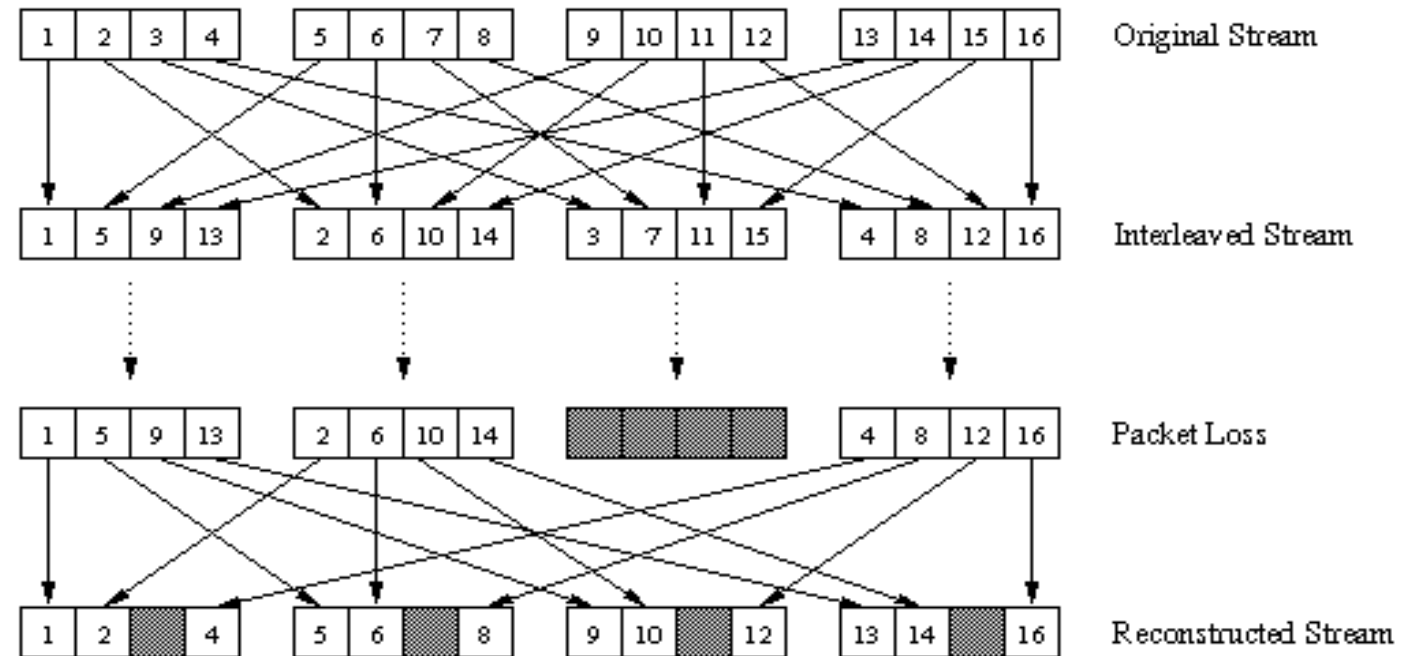 1 2 3 4 5 6 7 8 9 10 11 12 13 14 15 16 Original Stream
1 5 9 13 2 6 10 14 3 7 11 15 4 8 12 16 Interleaved Stream
1 5 9 13 2 6 10 14 4 8 12 16 Packet Loss
1 2 4 5 6 8 9 10 12 13 14 16 Reconstructed Stream